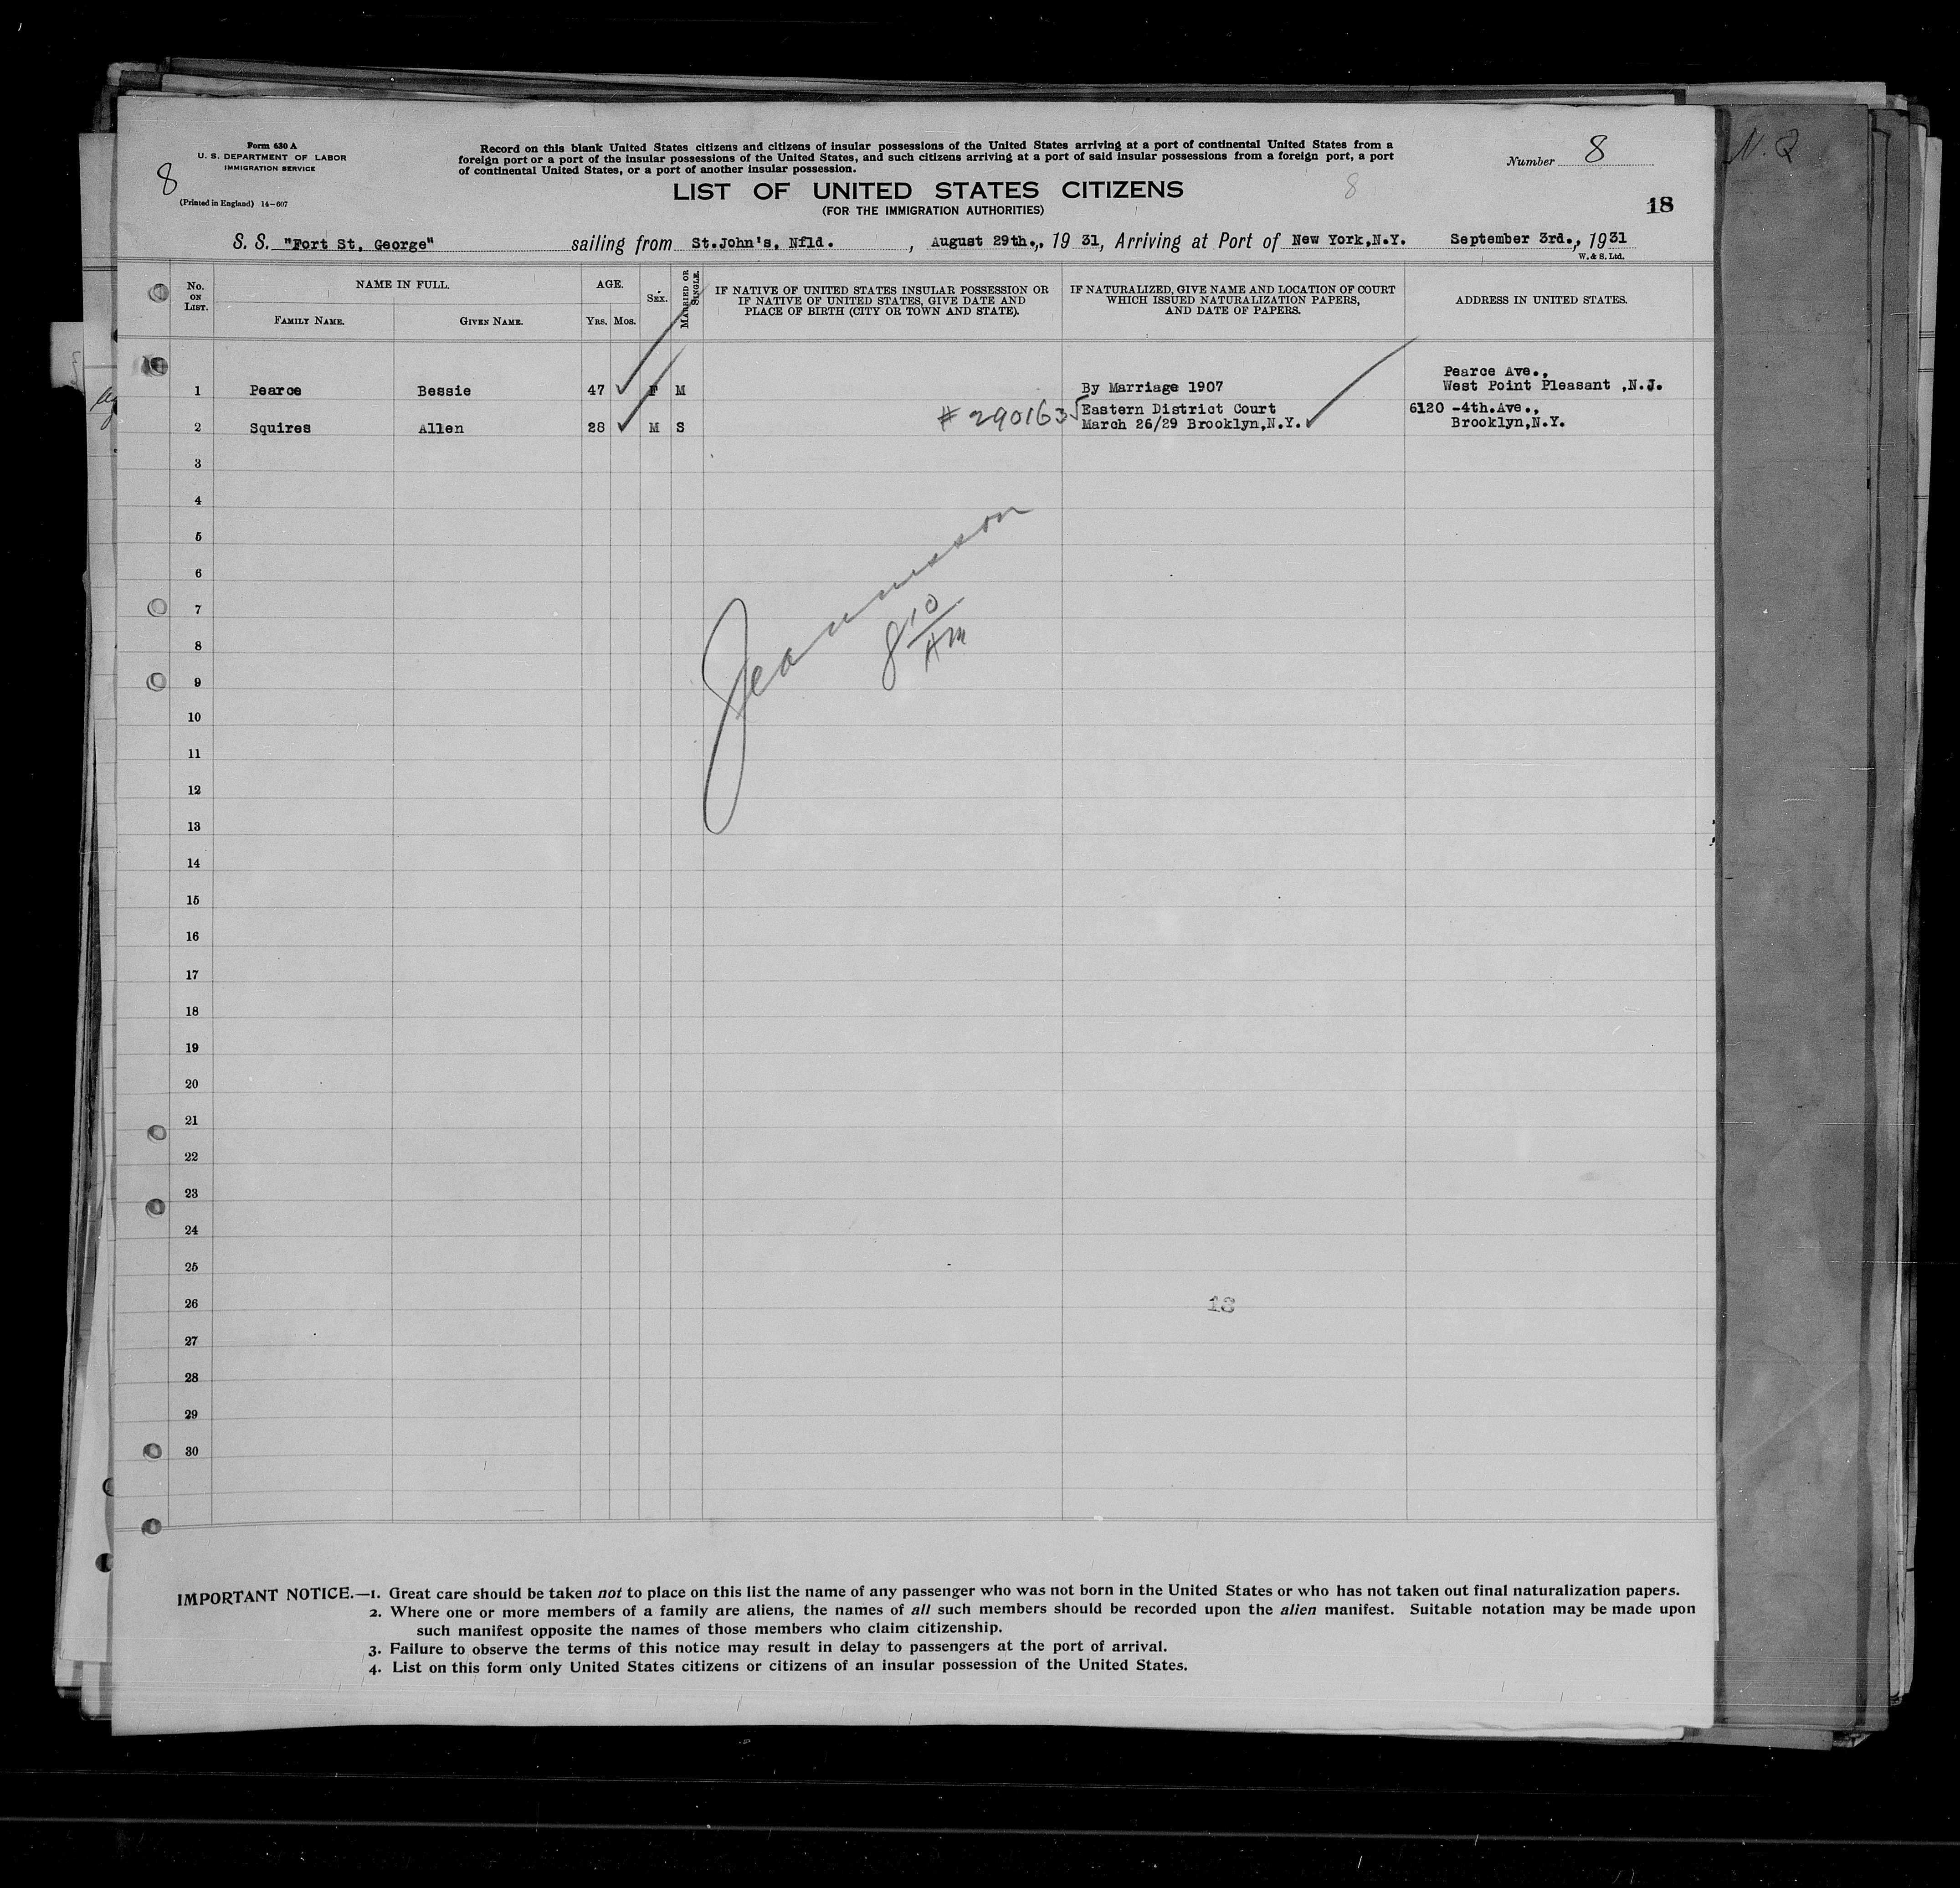 Form 630 A
U. S. DEPARTMENT OF LABOR
IMMIGRATION SERVICE
8
(Printed in England) 14-607
Record on this blank United States citizens and citizens of insular possessions of the United States arriving at a port of continental United States from a
foreign port or a port of the insular possessions of the United States, and such citizens arriving at a port of said insular possessions from a foreign port, a port
of continental United States, or a port of another insular possession.
Number 8
LIST OF UNITED STATES CITIZENS
(FOR THE IMMIGRATION AUTHORITIES)
8
18
S. S. "Fort St. George" sailing from St.John's, Nfld. , August 29th., 19 31, Arriving at Port of New York,N.Y. September 3rd., 19 31
W. & S. Ltd.
No. ON LIST.
NAME IN FULL.
FAMILY NAME.
GIVEN NAME.
AGE.
YRS. MOS.
SEX.
MARRIED OR SINGLE.
IF NATIVE OF UNITED STATES INSULAR POSSESSION OR
IF NATIVE OF UNITED STATES, GIVE DATE AND
PLACE OF BIRTH (CITY OR TOWN AND STATE).
IF NATURALIZED, GIVE NAME AND LOCATION OF COURT
WHICH ISSUED NATURALIZATION PAPERS,
AND DATE OF PAPERS.
ADDRESS IN UNITED STATES.
Pearce Ave.,
1 Pearce Bessie 47 F M By Marriage 1907 West Point Pleasant ,N.J.
#290163 Eastern District Court 6120 -4th.Ave.,
2 Squires Allen 28 M S March 26/29 Brooklyn,N.Y. Brooklyn,N.Y.
3
4
5
6
7
8 10 AM
8
9
10
11
12
13
14
15
16
17
18
19
20
21
22
23
24
25
26
27
28
29
30
IMPORTANT NOTICE.—1. Great care should be taken not to place on this list the name of any passenger who was not born in the United States or who has not taken out final naturalization papers.
2. Where one or more members of a family are aliens, the names of all such members should be recorded upon the alien manifest. Suitable notation may be made upon
such manifest opposite the names of those members who claim citizenship.
3. Failure to observe the terms of this notice may result in delay to passengers at the port of arrival.
4. List on this form only United States citizens or citizens of an insular possession of the United States.